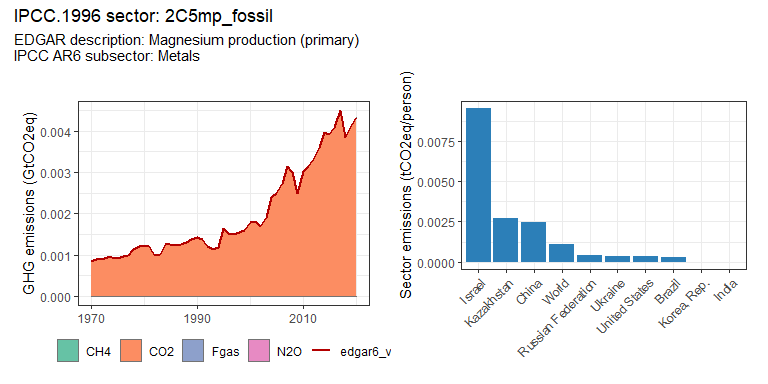 IPCC.1996 sector: 2C5mp_fossil
EDGAR description: Magnesium production (primary)
IPCC AR6 subsector: Metals
GHG emissions (GtCO2eq)
0.004
0.003
0.002
0.001
0.000
1970 1990 2010
CH4 CO2 Fgas N2O edgar6_v
Sector emissions (tCO2eq/person)
0.0075
0.0050
0.0025
0.0000
Israel
Kazakhstan
China
World
Russian Federation
Ukraine
United States
Brazil
Korea, Rep.
India